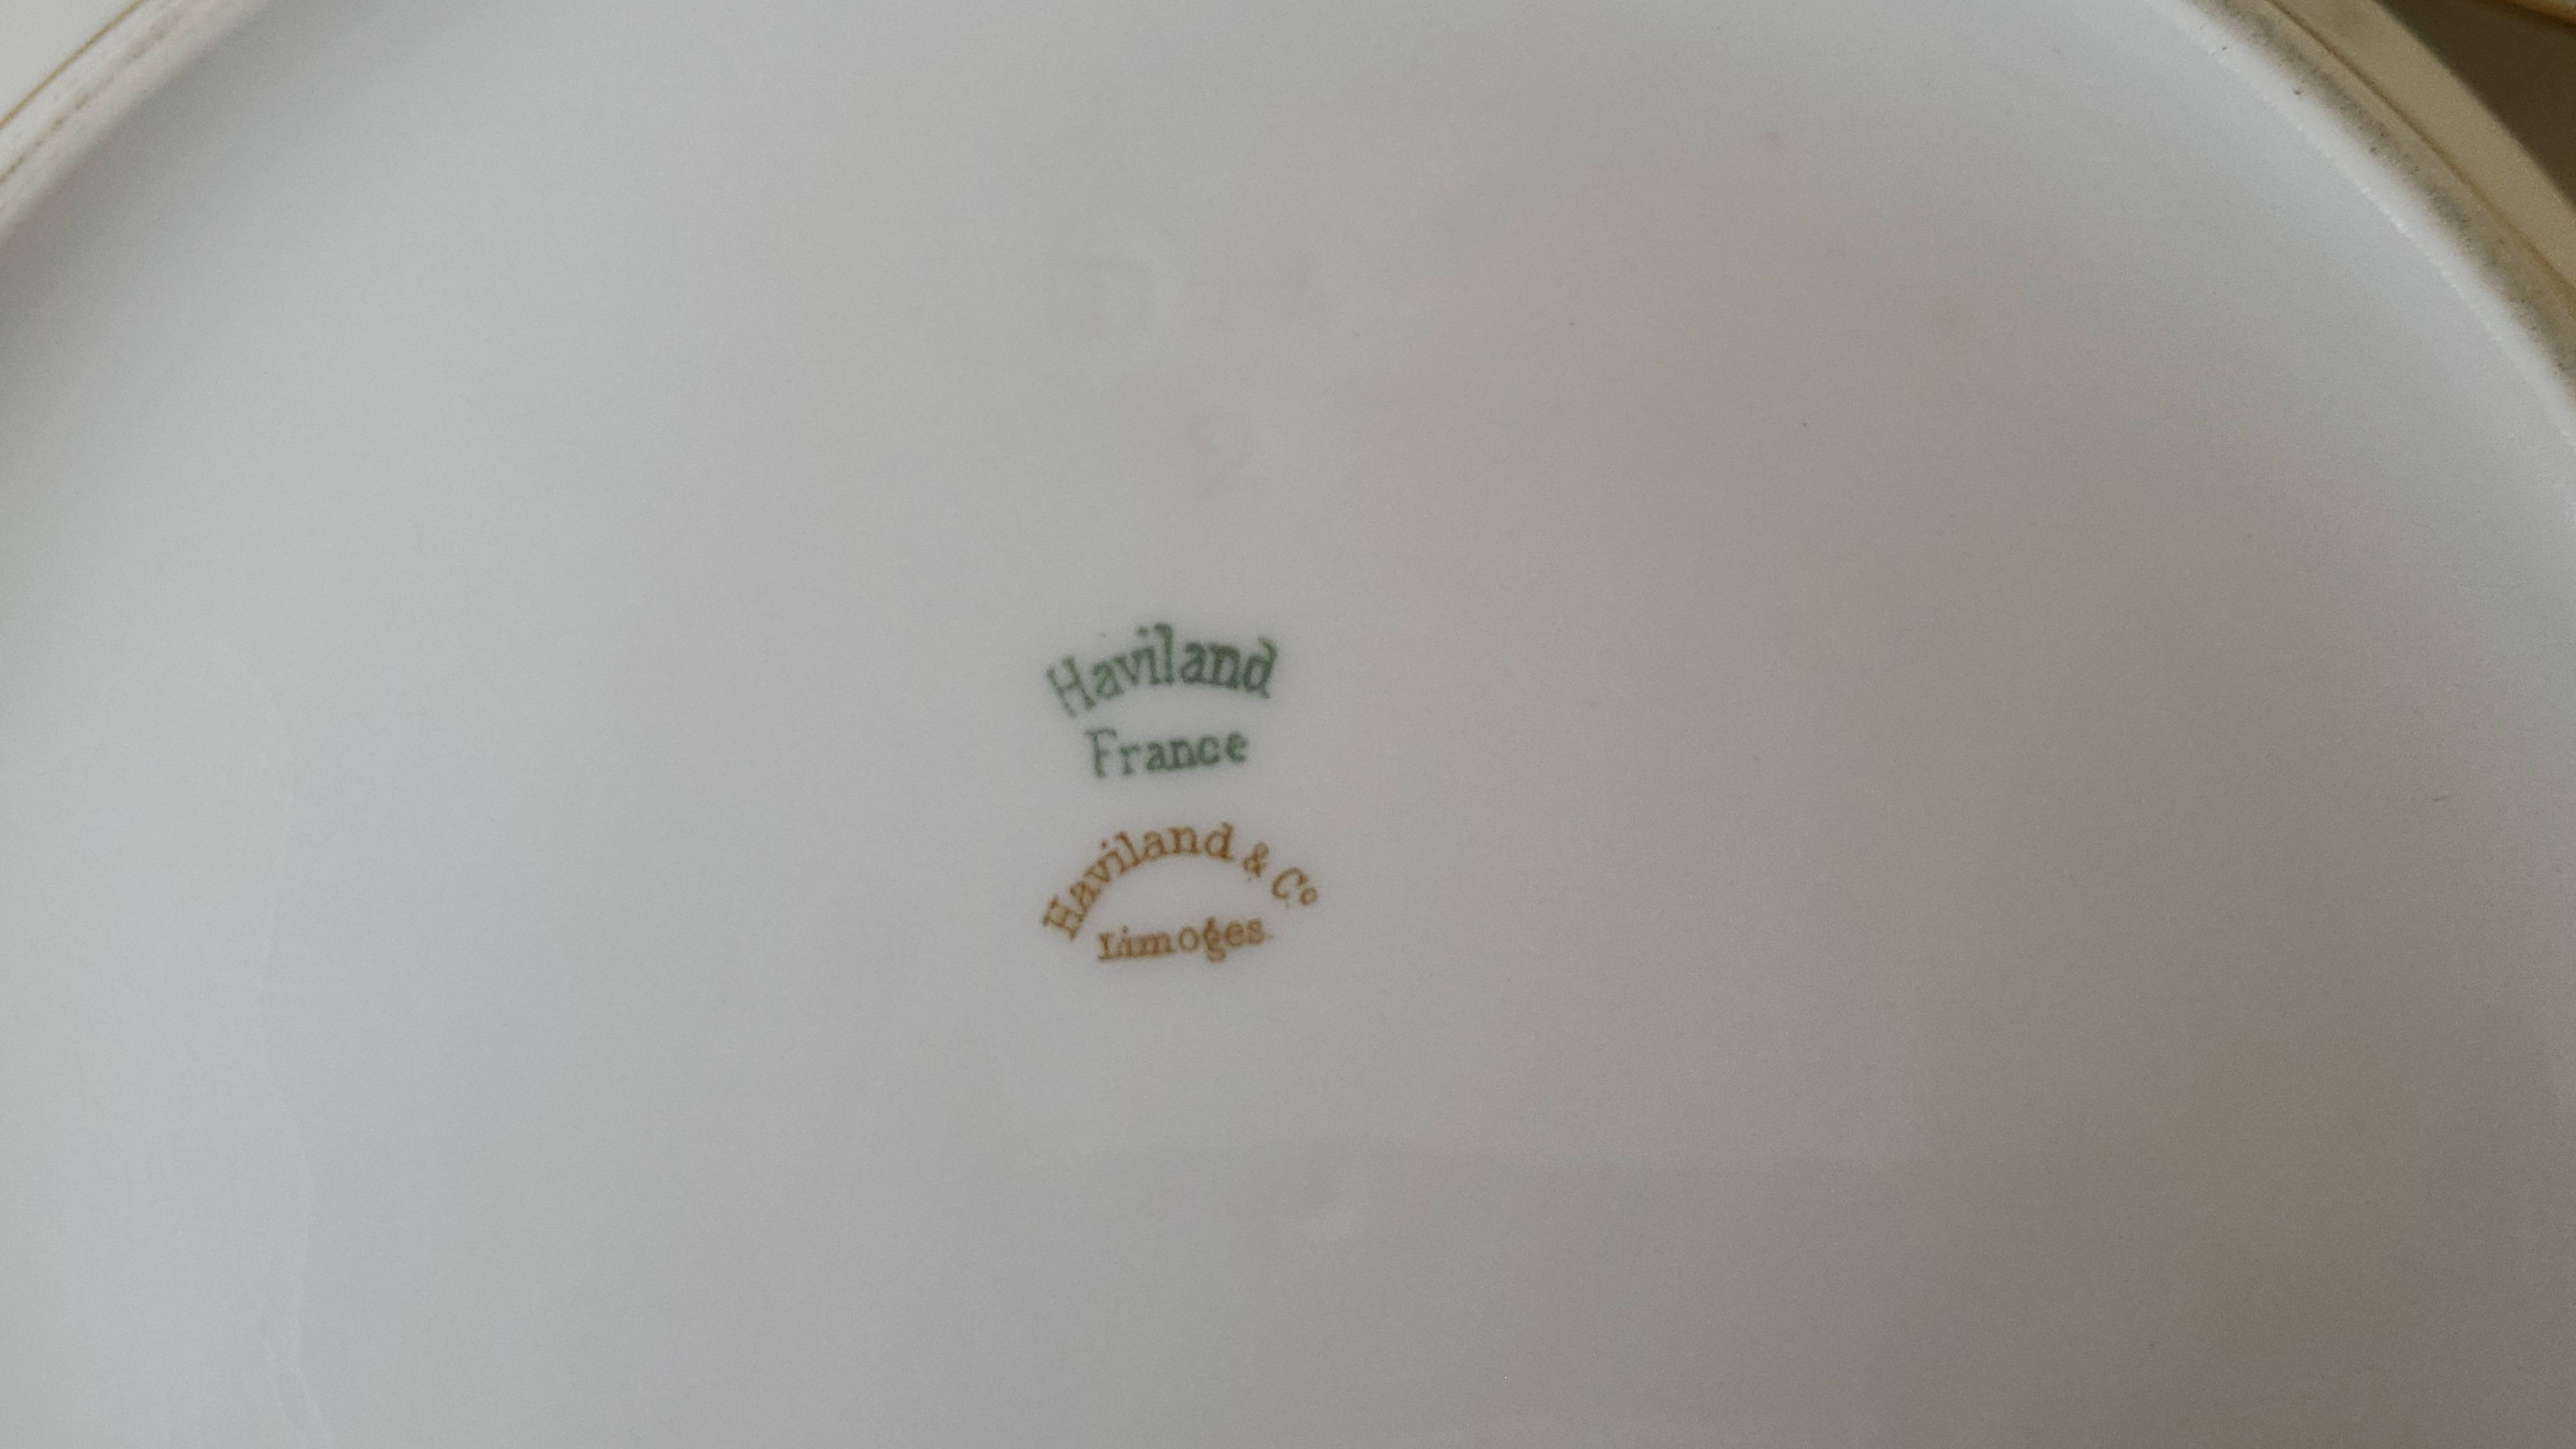 Haviland
France
Haviland & Co
Limoges